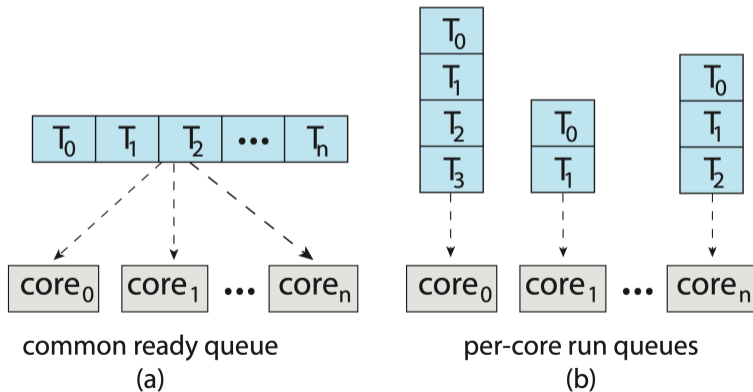 T₀ T₁ T₂ ••• Tₙ
core₀ core₁ ••• coreₙ
common ready queue
(a)
T₀
T₁
T₂
T₃
T₀
T₁
T₀
T₁
T₂
core₀ core₁ ••• coreₙ
per-core run queues
(b)